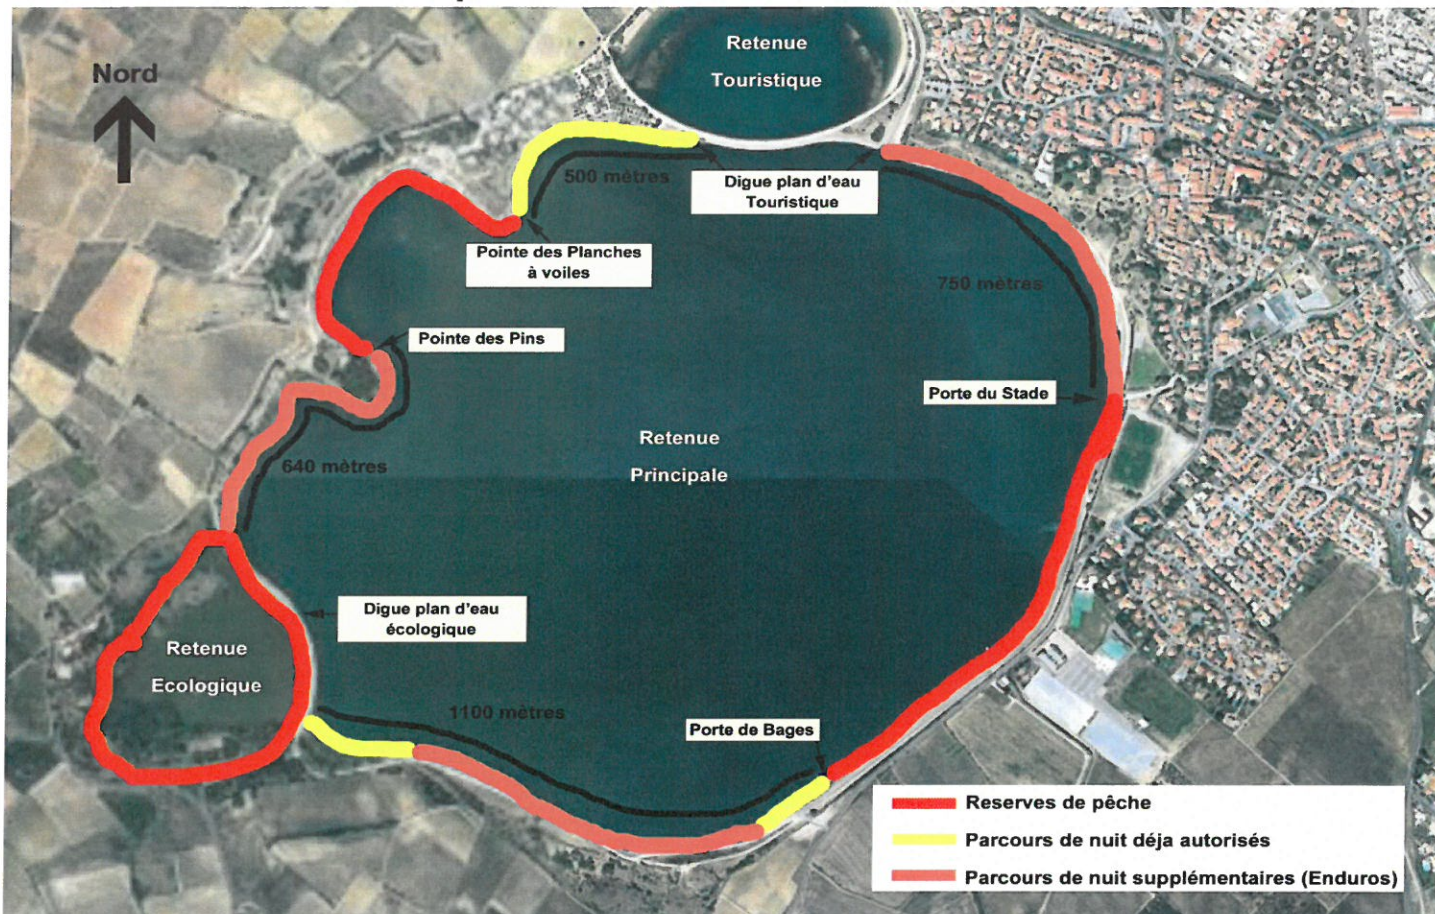 Retenue
Touristique
Nord
500 mètres
Digue plan d'eau
Touristique
Pointe des Planches
à voiles
750 mètres
Pointe des Pins
Porte du Stade
Retenue
Principale
640 mètres
Digue plan d'eau
écologique
Retenue
Ecologique
1100 mètres
Porte de Bages
Reserves de pêche
Parcours de nuit déja autorisés
Parcours de nuit supplémentaires (Enduros)